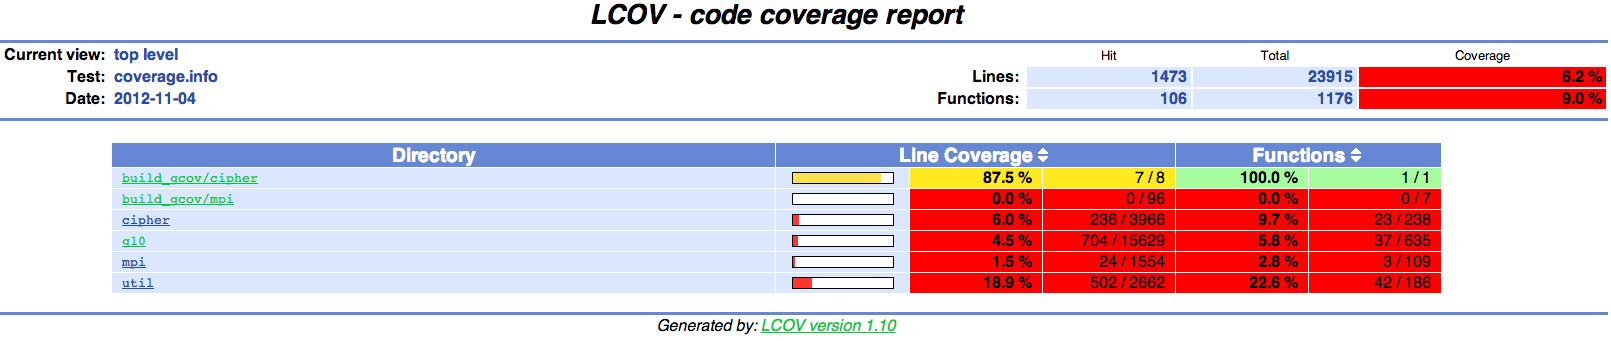 LCOV - code coverage report
Current view: top level
Hit Total Coverage
Test: coverage.info Lines: 1473 23915 6.2 %
Date: 2012-11-04 Functions: 106 1176 9.0 %
Directory Line Coverage Functions
build_gcov/cipher 87.5 % 7 / 8 100.0 % 1 / 1
build_gcov/mpi 0.0 % 0 / 96 0.0 % 0 / 7
cipher 6.0 % 236 / 3966 9.7 % 23 / 238
g10 4.5 % 704 / 15629 5.8 % 37 / 635
mpi 1.5 % 24 / 1554 2.8 % 3 / 109
util 18.9 % 502 / 2662 22.6 % 42 / 186
Generated by: LCOV version 1.10